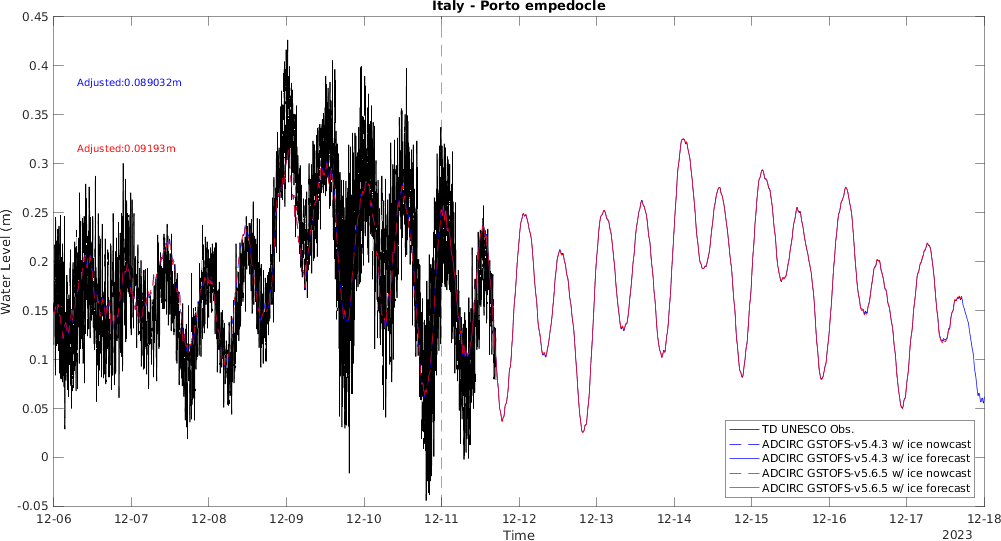 Italy - Porto empedocle
0.45
0.4
0.35
0.3
0.25
0.2
0.15
0.1
0.05
0
-0.05
Water Level (m)
Adjusted:0.089032m
Adjusted:0.09193m
TD UNESCO Obs.
ADCIRC GSTOFS-v5.4.3 w/ ice nowcast
ADCIRC GSTOFS-v5.4.3 w/ ice forecast
ADCIRC GSTOFS-v5.6.5 w/ ice nowcast
ADCIRC GSTOFS-v5.6.5 w/ ice forecast
12-06 12-07 12-08 12-09 12-10 12-11 12-12 12-13 12-14 12-15 12-16 12-17 12-18
Time
2023